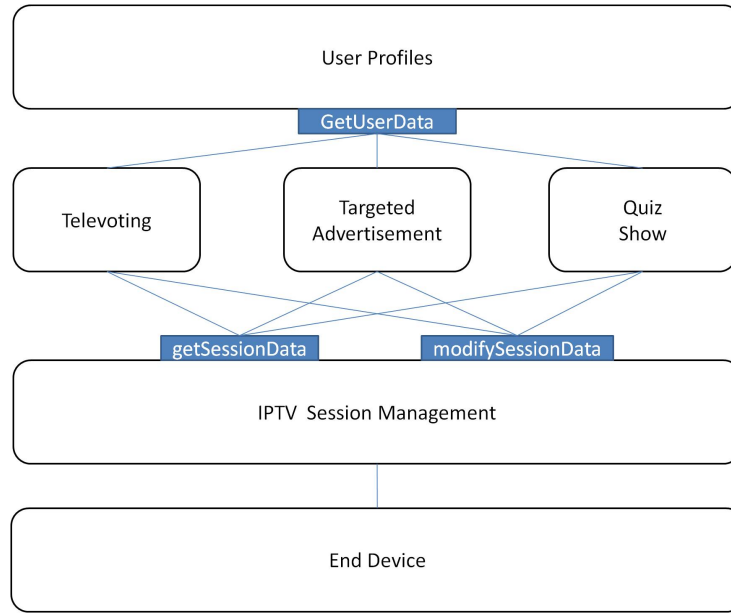 User Profiles
GetUserData
Televoting
Targeted
Advertisement
Quiz
Show
getSessionData
modifySessionData
IPTV  Session Management
End Device